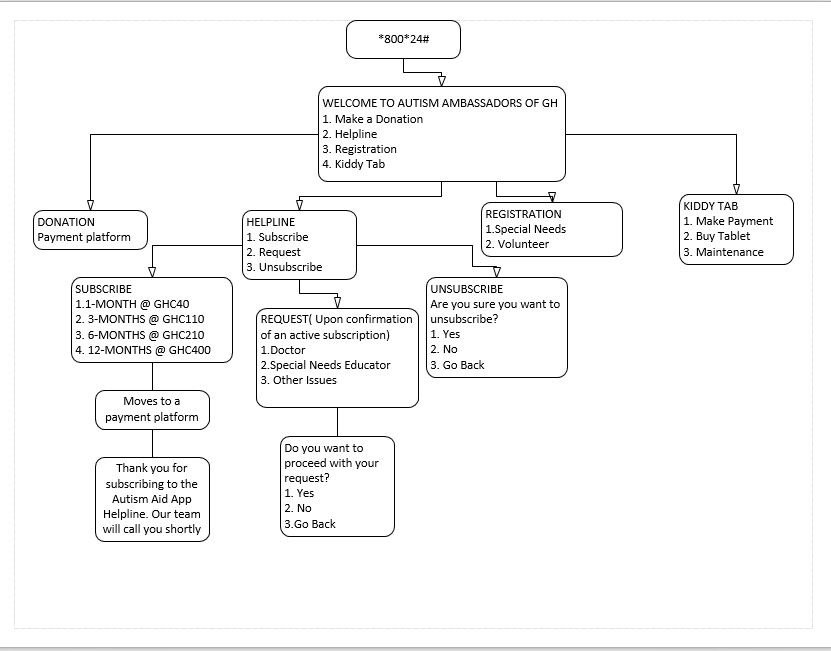 *800*24#
WELCOME TO AUTISM AMBASSADORS OF GH
1. Make a Donation
2. Helpline
3. Registration
4. Kiddy Tab
DONATION
Payment platform
HELPLINE
1. Subscribe
2. Request
3. Unsubscribe
REGISTRATION
1.Special Needs
2. Volunteer
KIDDY TAB
1. Make Payment
2. Buy Tablet
3. Maintenance
SUBSCRIBE
1.1-MONTH @ GHC40
2. 3-MONTHS @ GHC110
3. 6-MONTHS @ GHC210
4. 12-MONTHS @ GHC400
REQUEST( Upon confirmation
of an active subscription)
1.Doctor
2.Special Needs Educator
3. Other Issues
UNSUBSCRIBE
Are you sure you want to
unsubscribe?
1. Yes
2. No
3. Go Back
Moves to a
payment platform
Thank you for
subscribing to the
Autism Aid App
Helpline. Our team
will call you shortly
Do you want to
proceed with your
request?
1. Yes
2. No
3.Go Back